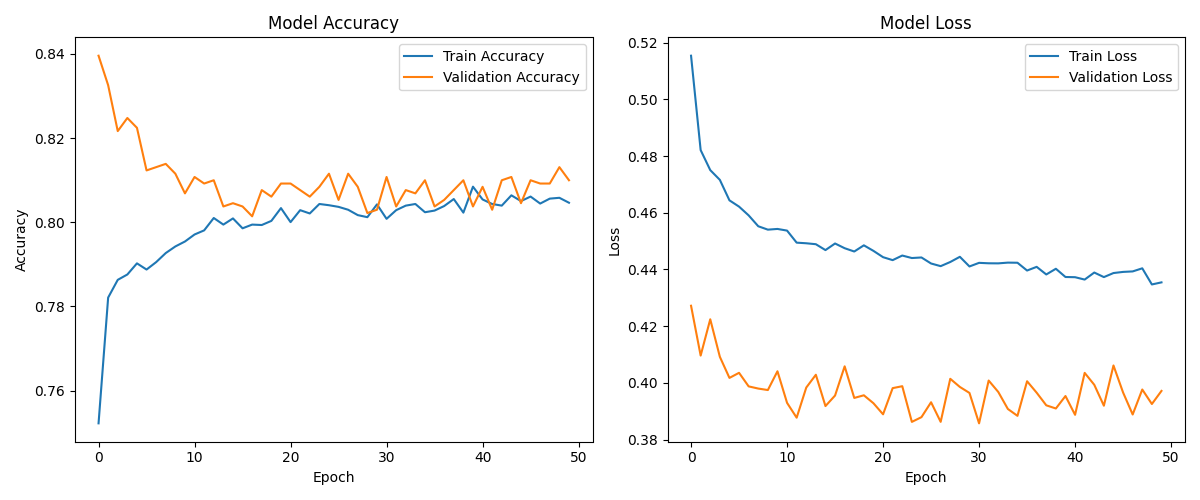 Model Accuracy
Train Accuracy
Validation Accuracy
Accuracy
0.84
0.82
0.80
0.78
0.76
0 10 20 30 40 50
Epoch
Model Loss
Train Loss
Validation Loss
Loss
0.52
0.50
0.48
0.46
0.44
0.42
0.40
0.38
0 10 20 30 40 50
Epoch